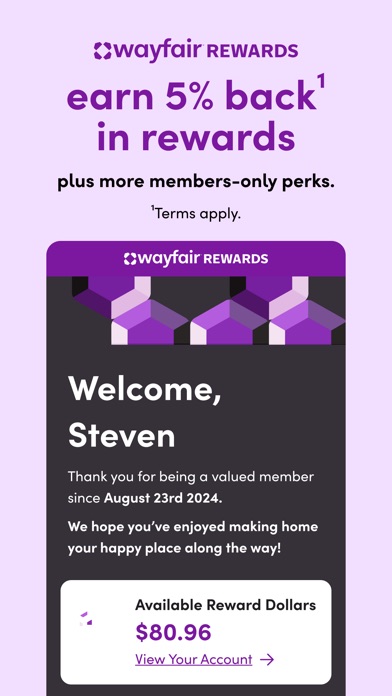 wayfair REWARDS
earn 5% back¹
in rewards
plus more members-only perks.
¹Terms apply.
wayfair REWARDS
Welcome,
Steven
Thank you for being a valued member
since August 23rd 2024.
We hope you’ve enjoyed making home
your happy place along the way!
Available Reward Dollars
$80.96
View Your Account →